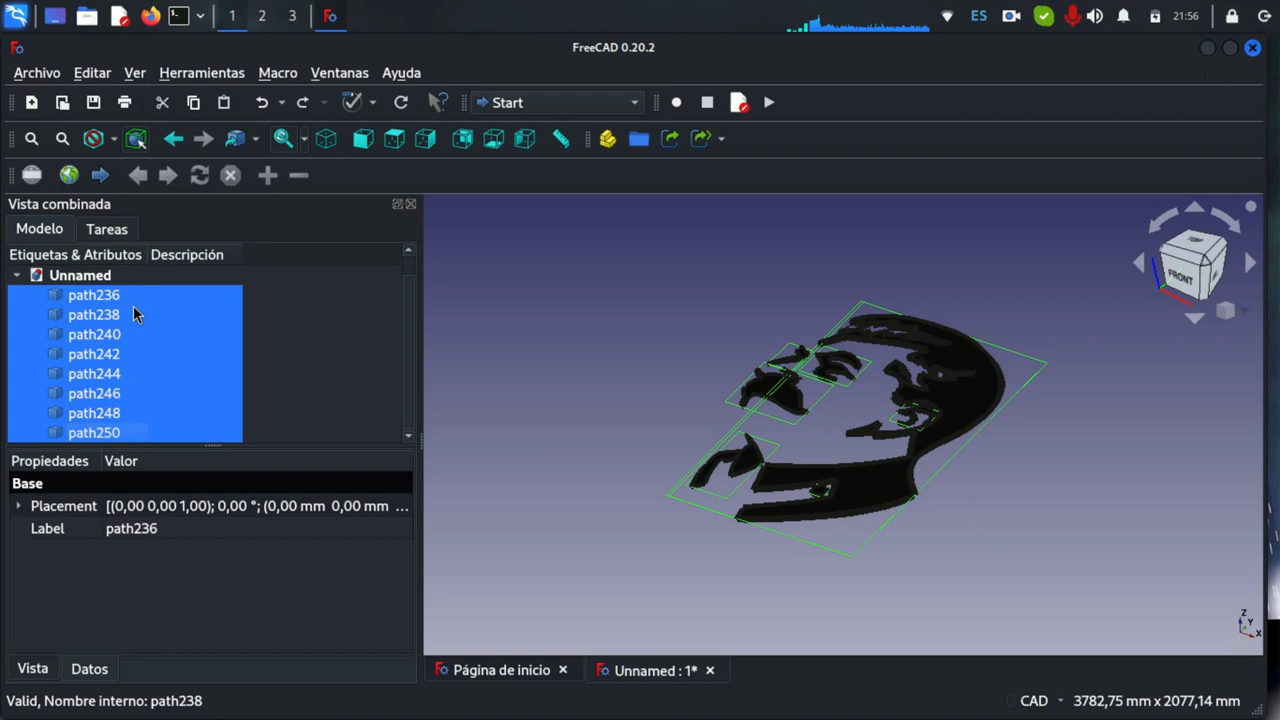 1 2 3 ES 21:56
FreeCAD 0.20.2
Archivo Editar Ver Herramientas Macro Ventanas Ayuda
Start
Vista combinada
Modelo Tareas
Etiquetas & Atributos Descripción
Unnamed
path236
path238
path240
path242
path244
path246
path248
path250
Propiedades Valor
Base
Placement [(0,00 0,00 1,00); 0,00 °; (0,00 mm 0,00 mm ...
Label path236
Vista Datos
FRONT
Z
Y
X
Página de inicio Unnamed : 1*
Valid, Nombre interno: path238 CAD 3782,75 mm x 2077,14 mm